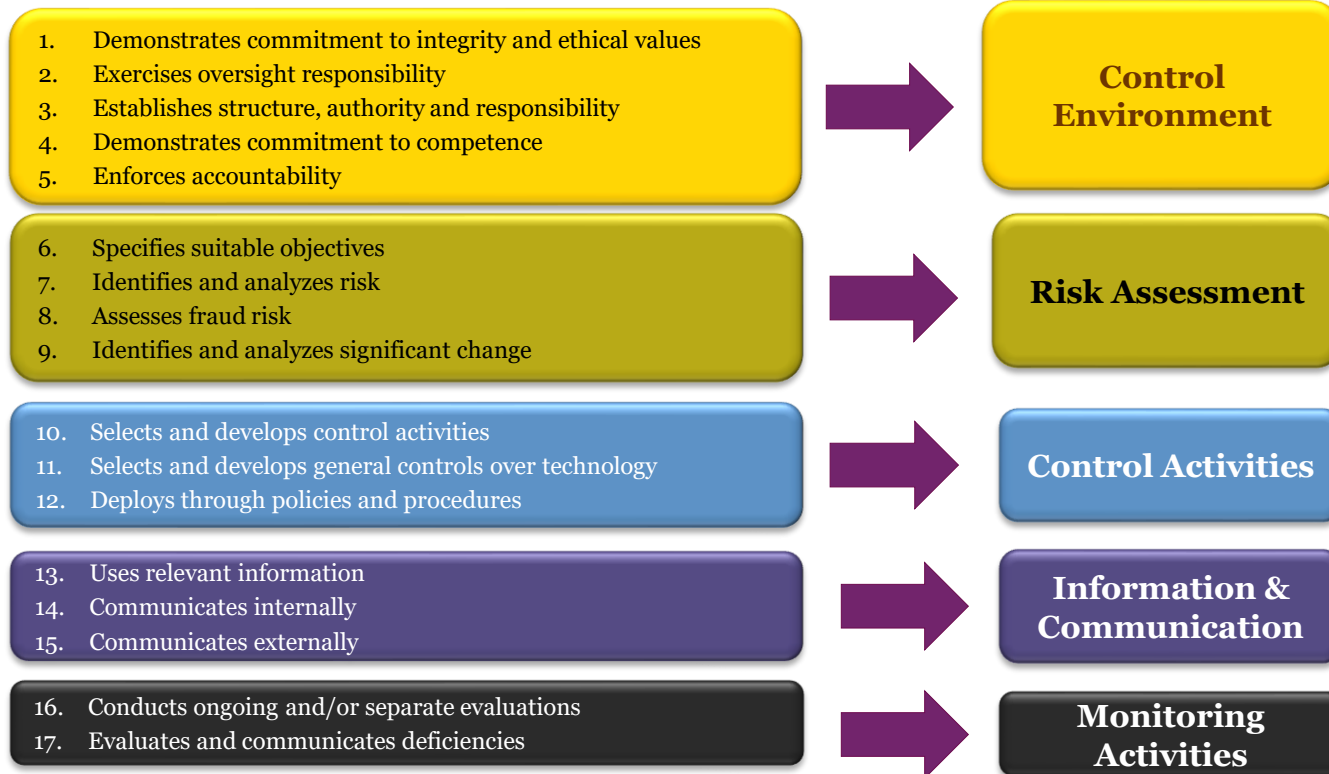 1. Demonstrates commitment to integrity and ethical values
2. Exercises oversight responsibility
3. Establishes structure, authority and responsibility
4. Demonstrates commitment to competence
5. Enforces accountability
Control
Environment
6. Specifies suitable objectives
7. Identifies and analyzes risk
8. Assesses fraud risk
9. Identifies and analyzes significant change
Risk Assessment
10. Selects and develops control activities
11. Selects and develops general controls over technology
12. Deploys through policies and procedures
Control Activities
13. Uses relevant information
14. Communicates internally
15. Communicates externally
Information &
Communication
16. Conducts ongoing and/or separate evaluations
17. Evaluates and communicates deficiencies
Monitoring
Activities